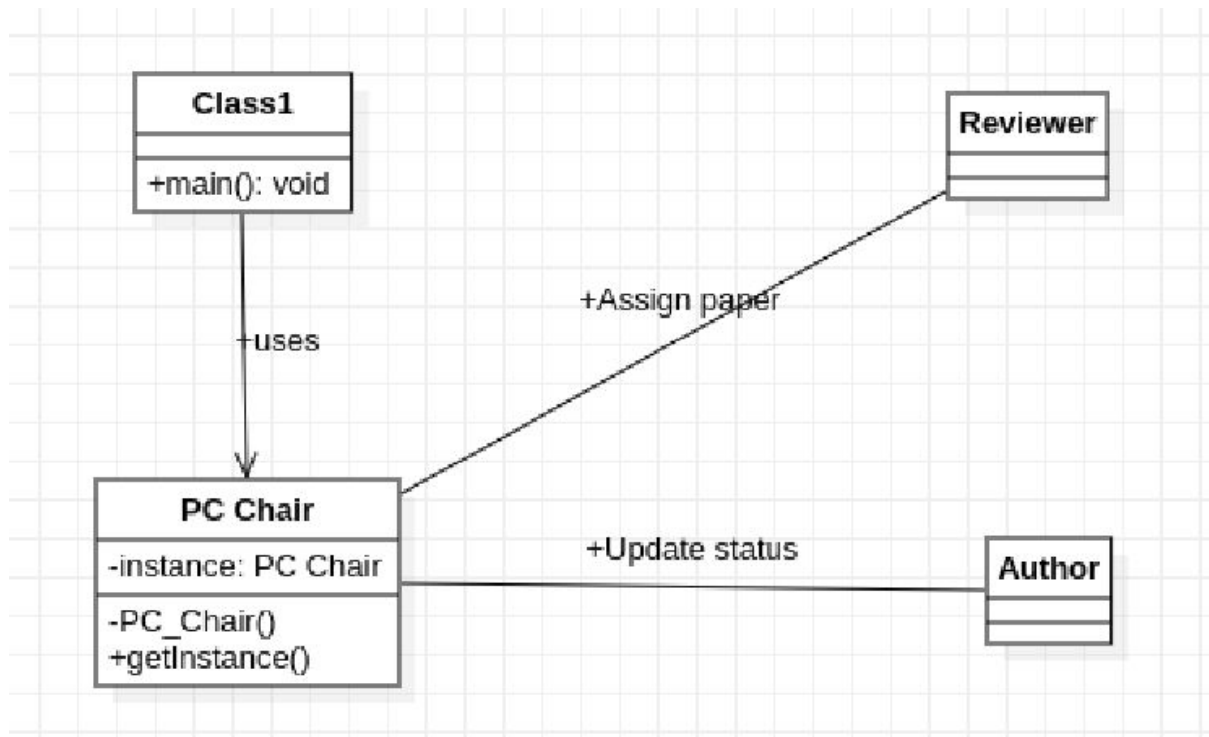 Class1
+main(): void
Reviewer
+Assign paper
+uses
PC Chair
-instance: PC Chair
-PC_Chair()
+getInstance()
+Update status
Author